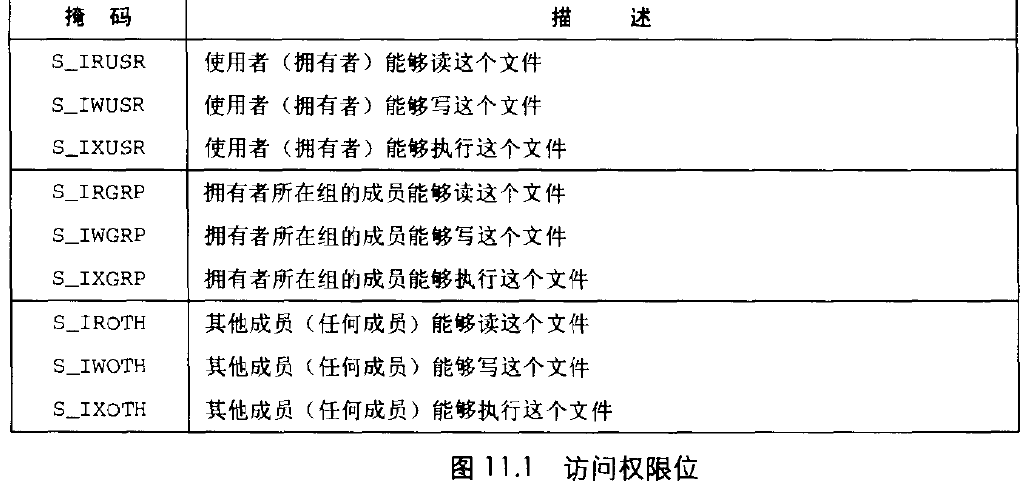 掩 码 描 述
S_IRUSR 使用者（拥有者）能够读这个文件
S_IWUSR 使用者（拥有者）能够写这个文件
S_IXUSR 使用者（拥有者）能够执行这个文件
S_IRGRP 拥有者所在组的成员能够读这个文件
S_IWGRP 拥有者所在组的成员能够写这个文件
S_IXGRP 拥有者所在组的成员能够执行这个文件
S_IROTH 其他成员（任何成员）能够读这个文件
S_IWOTH 其他成员（任何成员）能够写这个文件
S_IXOTH 其他成员（任何成员）能够执行这个文件
图 11.1 访问权限位